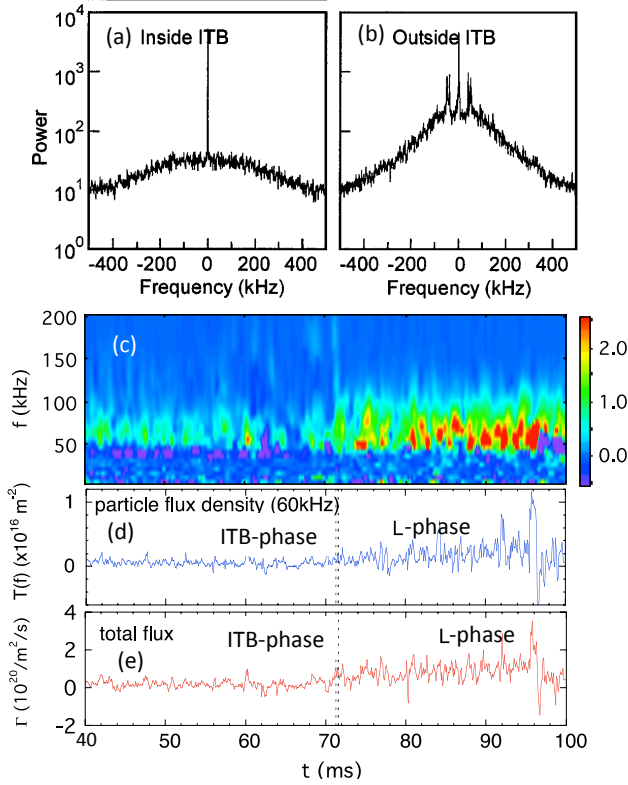 (a) Inside ITB
(b) Outside ITB
Power
10^4
10^3
10^2
10^1
10^0
-400 -200 0 200 400
-400 -200 0 200 400
Frequency (kHz)
Frequency (kHz)
(c)
f (kHz)
200
150
100
50
2.0
1.0
0.0
particle flux density (60kHz)
(d)
ITB-phase
L-phase
T(f) (x10^16 m^-2)
1
0
total flux
(e)
ITB-phase
L-phase
Γ (10^20/m^2/s)
4
2
0
-2
40 50 60 70 80 90 100
t (ms)